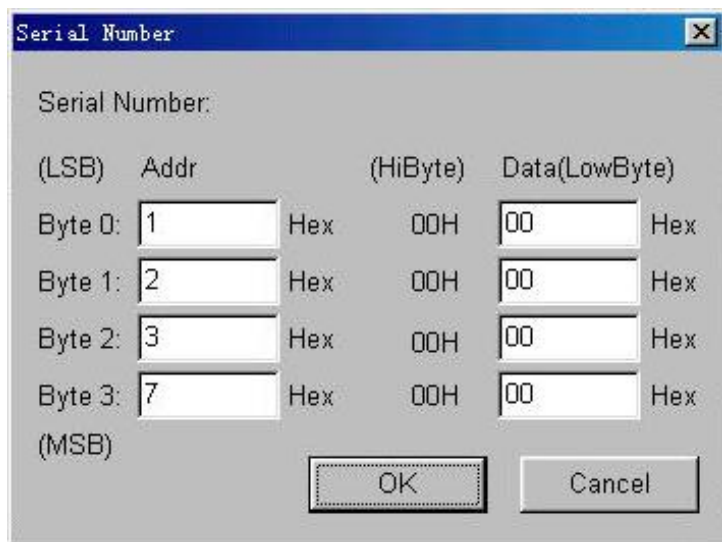 Serial Number
Serial Number:
(LSB) Addr (HiByte) Data(LowByte)
Byte 0: 1 Hex 00H 00 Hex
Byte 1: 2 Hex 00H 00 Hex
Byte 2: 3 Hex 00H 00 Hex
Byte 3: 7 Hex 00H 00 Hex
(MSB)
OK Cancel